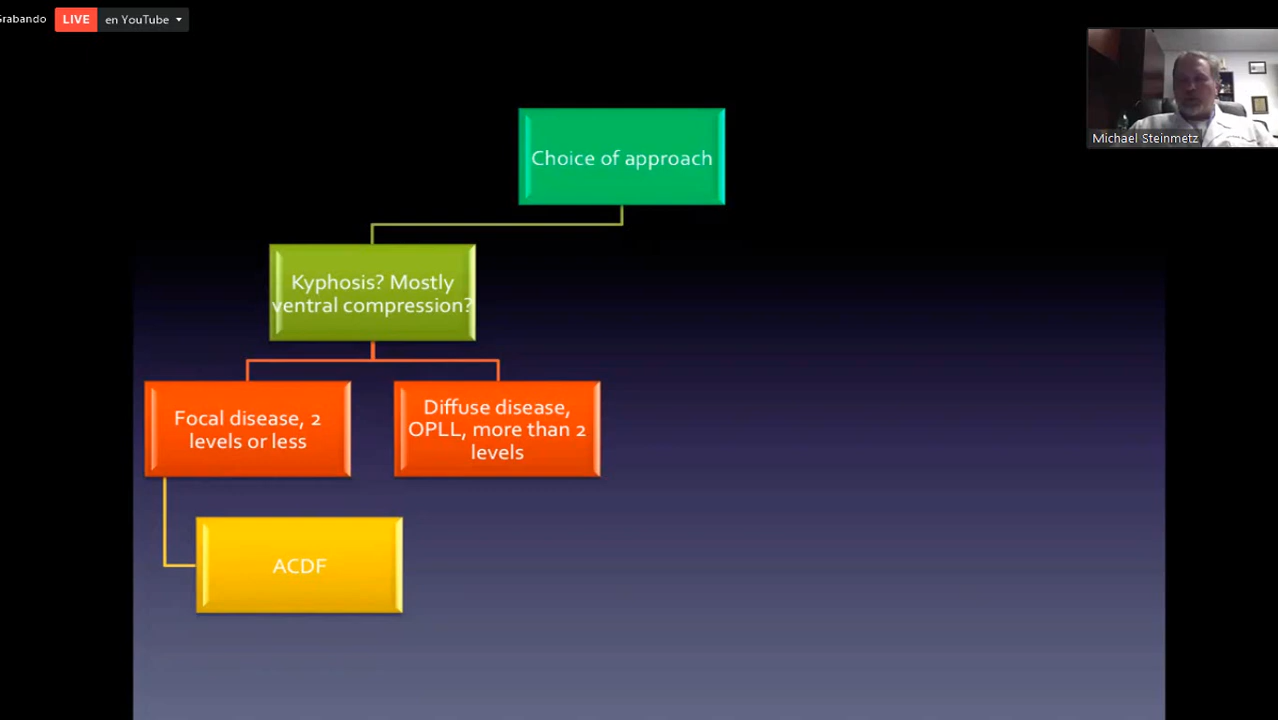 Grabando
LIVE en YouTube
Michael Steinmetz
Choice of approach
Kyphosis? Mostly
ventral compression?
Focal disease, 2
levels or less
Diffuse disease,
OPLL, more than 2
levels
ACDF